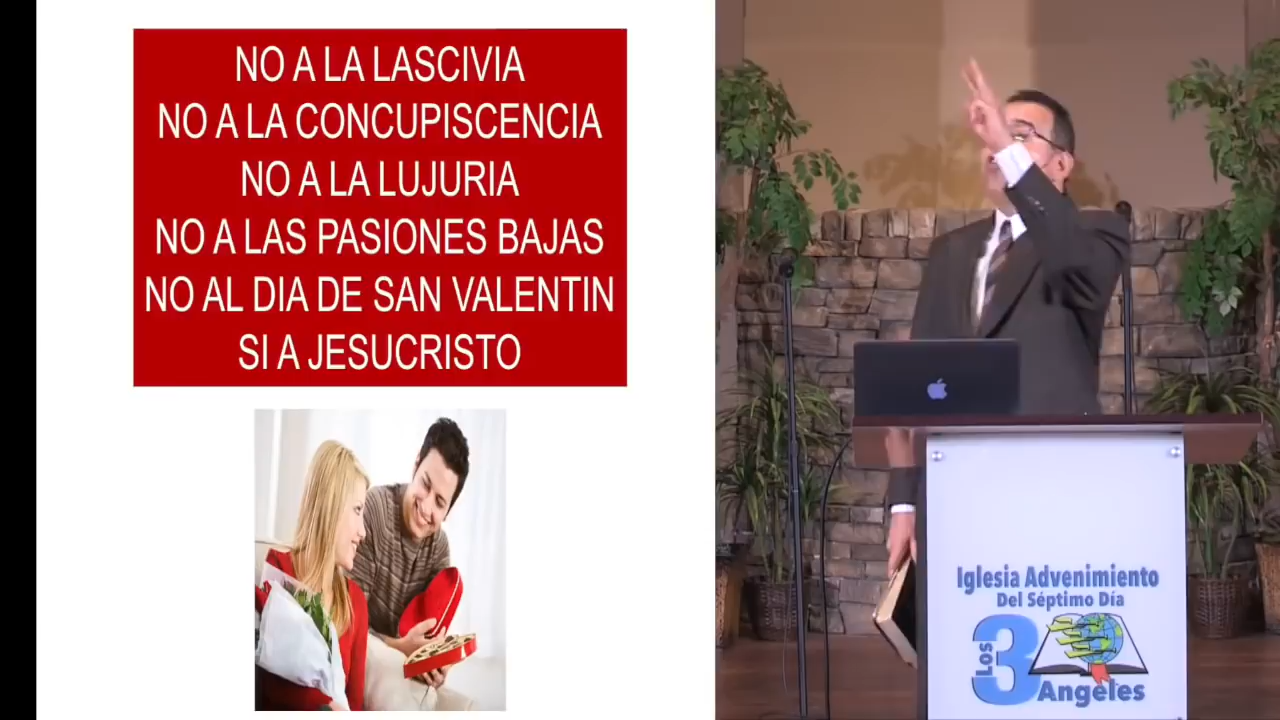 NO A LA LASCIVIA
NO A LA CONCUPISCENCIA
NO A LA LUJURIA
NO A LAS PASIONES BAJAS
NO AL DIA DE SAN VALENTIN
SI A JESUCRISTO
Iglesia Advenimiento
Del Séptimo Día
Los 3
Angeles